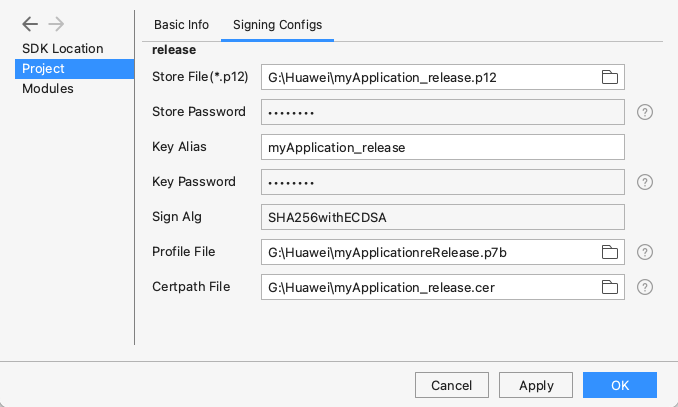 Basic Info Signing Configs
SDK Location
Project
Modules
release
Store File(*.p12) G:\Huawei\myApplication_release.p12
Store Password •••••••• ?
Key Alias myApplication_release
Key Password •••••••• ?
Sign Alg SHA256withECDSA
Profile File G:\Huawei\myApplicationreRelease.p7b ?
Certpath File G:\Huawei\myApplication_release.cer ?
Cancel Apply OK